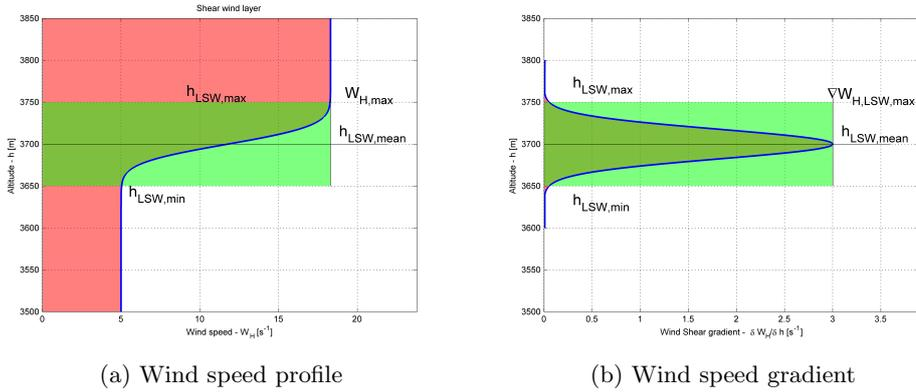 Shear wind layer
3850
3800
3750
3700
3650
3600
3550
3500
Altitude - h [m]
h_LSW,max
W_H,max
h_LSW,mean
h_LSW,min
0 5 10 15 20
Wind speed - W_H [s^-1]
(a) Wind speed profile
3850
3800
3750
3700
3650
3600
3550
3500
Altitude - h [m]
h_LSW,max
∇W_H,LSW,max
h_LSW,mean
h_LSW,min
0 0.5 1 1.5 2 2.5 3 3.5
Wind Shear gradient - δ W_H/δ h [s^-1]
(b) Wind speed gradient